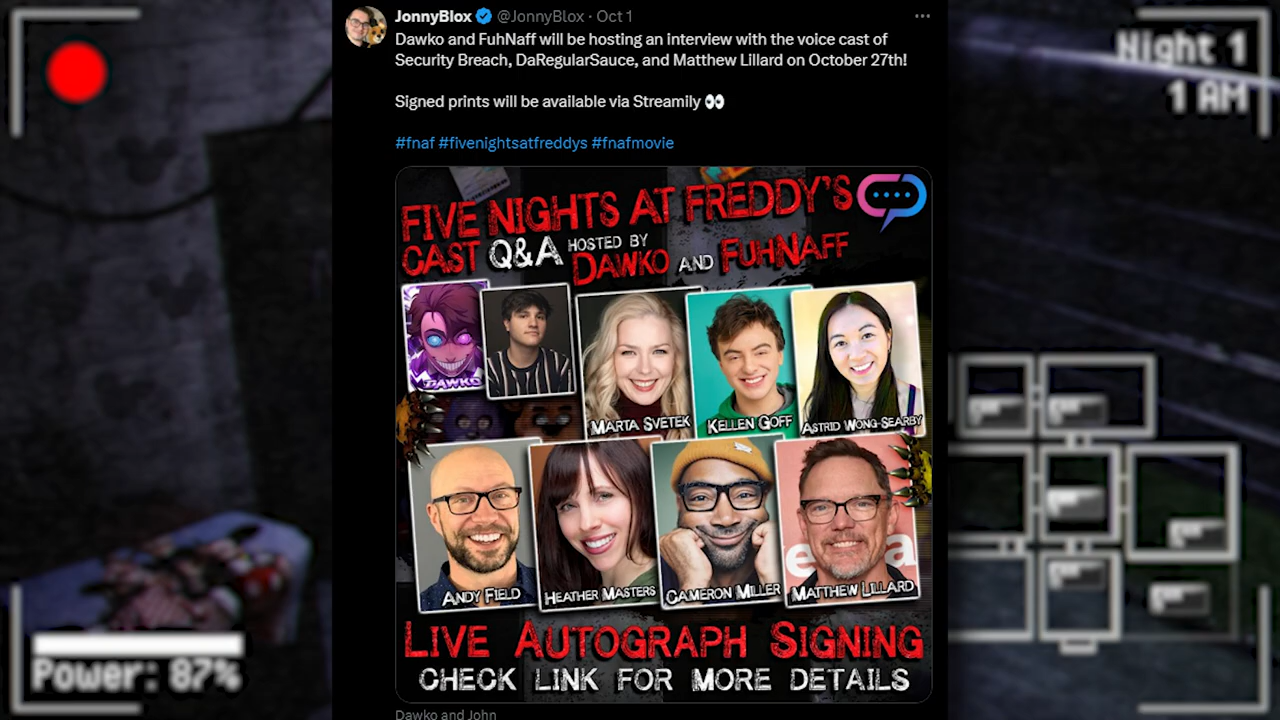 JonnyBlox @JonnyBlox · Oct 1
Dawko and FuhNaff will be hosting an interview with the voice cast of
Security Breach, DaRegularSauce, and Matthew Lillard on October 27th!
Signed prints will be available via Streamily 👀
#fnaf #fivenightsatfreddys #fnafmovie
Night 1
1 AM
FIVE NIGHTS AT FREDDY'S
CAST Q&A HOSTED BY DAWKO AND FUHNAFF
DAWKO
MARTA SVETEK
KELLEN GOFF
ASTRID WONG-SEARBY
ANDY FIELD
HEATHER MASTERS
CAMERON MILLER
MATTHEW LILLARD
LIVE AUTOGRAPH SIGNING
CHECK LINK FOR MORE DETAILS
Power: 87%
Dawko and John